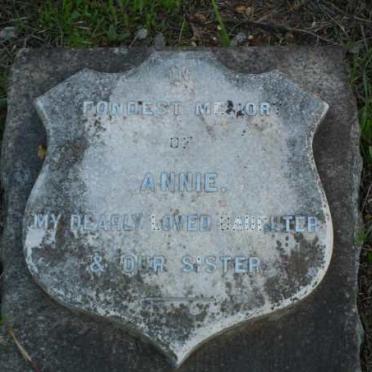 IN
FONDEST MEMORY
OF
ANNIE.
MY DEARLY LOVED DAUGHTER
& OUR SISTER